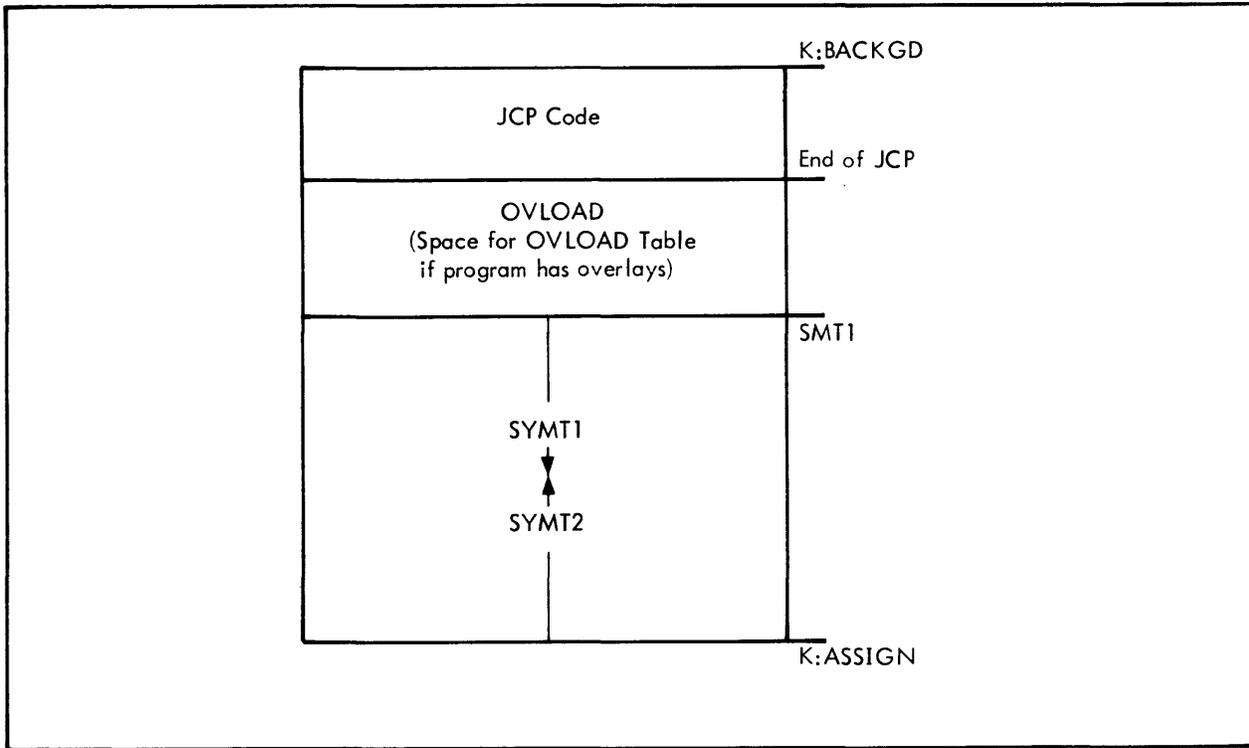 K:BACKGD
JCP Code
End of JCP
OVLOAD
(Space for OVLOAD Table
if program has overlays)
SMT1
SYMT1
SYMT2
K:ASSIGN